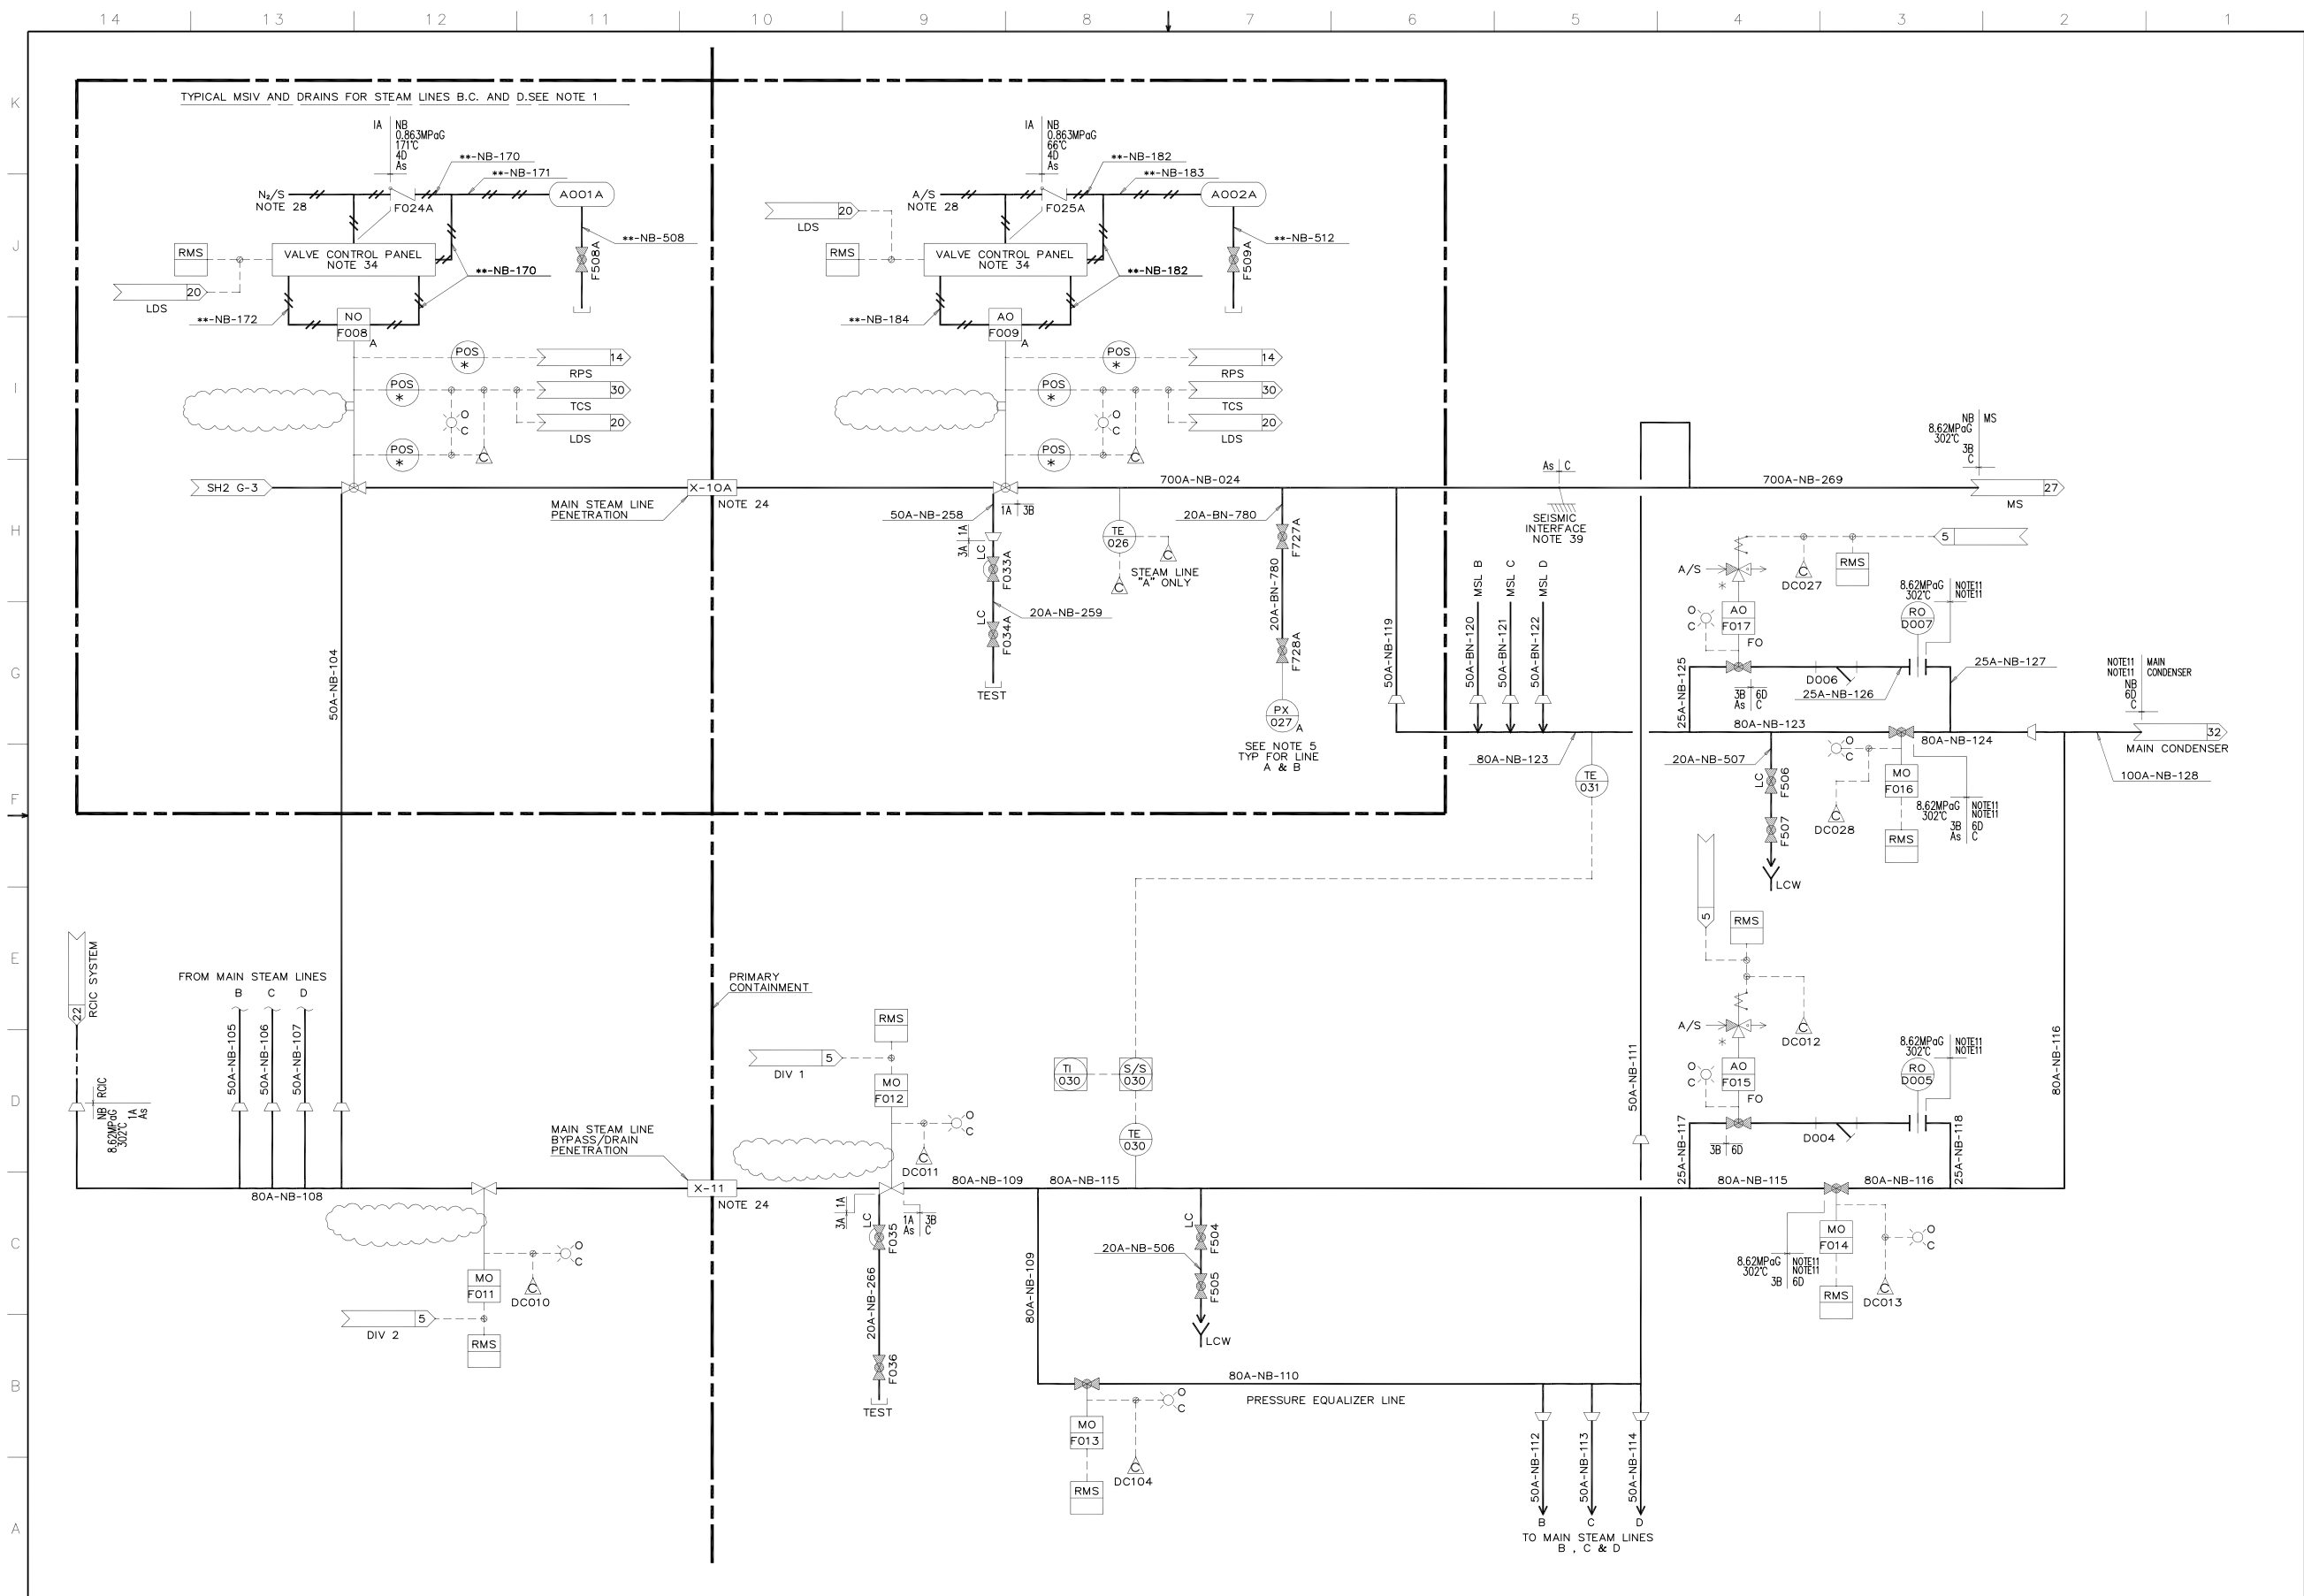 14 13 12 11 10 9 8 7 6 5 4 3 2 1
K
J
I
H
G
F
E
D
C
B
A
TYPICAL MSIV AND DRAINS FOR STEAM LINES B.C. AND D.SEE NOTE 1
IA
NB
0.863MPaG
171°C
4D
As
**-NB-170
**-NB-171
N₂/S
NOTE 28
F024A
A001A
**-NB-508
F508A
RMS
VALVE CONTROL PANEL
NOTE 34
20
LDS
**-NB-170
**-NB-172
NO
F008
A
POS
*
14
RPS
POS
*
30
TCS
O
C
20
LDS
POS
*
C
SH2 G-3
X-10A
MAIN STEAM LINE
PENETRATION
NOTE 24
50A-NB-104
IA
NB
0.863MPaG
66°C
4D
As
**-NB-182
**-NB-183
A/S
NOTE 28
F025A
A002A
20
LDS
**-NB-512
F509A
RMS
VALVE CONTROL PANEL
NOTE 34
**-NB-182
**-NB-184
AO
F009
A
POS
*
14
RPS
POS
*
30
TCS
O
C
20
LDS
POS
*
C
700A-NB-024
50A-NB-258
1A
3B
3A
1A
LC
F033A
20A-NB-259
LC
F034A
TEST
TE
026
C
C
STEAM LINE
"A" ONLY
20A-BN-780
F727A
20A-BN-780
F728A
PX
027
A
SEE NOTE 5
TYP FOR LINE
A & B
As
C
SEISMIC
INTERFACE
NOTE 39
NB
MS
8.62MPaG
302°C
3B
C
700A-NB-269
27
MS
50A-NB-119
MSL B
MSL C
MSL D
50A-BN-120
50A-BN-121
50A-BN-122
80A-NB-123
TE
031
5
A/S
*
C
DC027
RMS
8.62MPaG
302°C
NOTE11
NOTE11
O
C
AO
F017
FO
RO
D007
25A-NB-125
3B
6D
As
C
D006
25A-NB-126
25A-NB-127
NOTE11
NOTE11
MAIN
CONDENSER
NB
6D
C
80A-NB-123
80A-NB-124
32
MAIN CONDENSER
100A-NB-128
20A-NB-507
LC
F506
F507
LCW
O
C
C
DC028
MO
F016
RMS
8.62MPaG
302°C
NOTE11
NOTE11
3B
6D
As
C
5
RMS
A/S
*
C
DC012
8.62MPaG
302°C
NOTE11
NOTE11
O
C
AO
F015
FO
RO
D005
25A-NB-117
3B
6D
D004
25A-NB-118
80A-NB-116
50A-NB-111
80A-NB-115
80A-NB-116
MO
F014
O
C
8.62MPaG
302°C
NOTE11
NOTE11
3B
6D
RMS
C
DC013
22
RCIC SYSTEM
NB
RCIC
8.62MPaG
302°C
1A
As
FROM MAIN STEAM LINES
B C D
50A-NB-105
50A-NB-106
50A-NB-107
80A-NB-108
MO
F011
O
C
C
DC010
5
DIV 2
RMS
PRIMARY
CONTAINMENT
MAIN STEAM LINE
BYPASS/DRAIN
PENETRATION
X-11
NOTE 24
RMS
5
DIV 1
MO
F012
O
C
C
DC011
3A
1A
1A
3B
As
C
LC
F035
20A-NB-266
F036
TEST
80A-NB-109
80A-NB-115
TI
030
S/S
030
TE
030
80A-NB-109
LC
F504
20A-NB-506
F505
LCW
80A-NB-110
PRESSURE EQUALIZER LINE
MO
F013
O
C
C
DC104
RMS
50A-NB-112
50A-NB-113
50A-NB-114
B C D
TO MAIN STEAM LINES
B , C & D